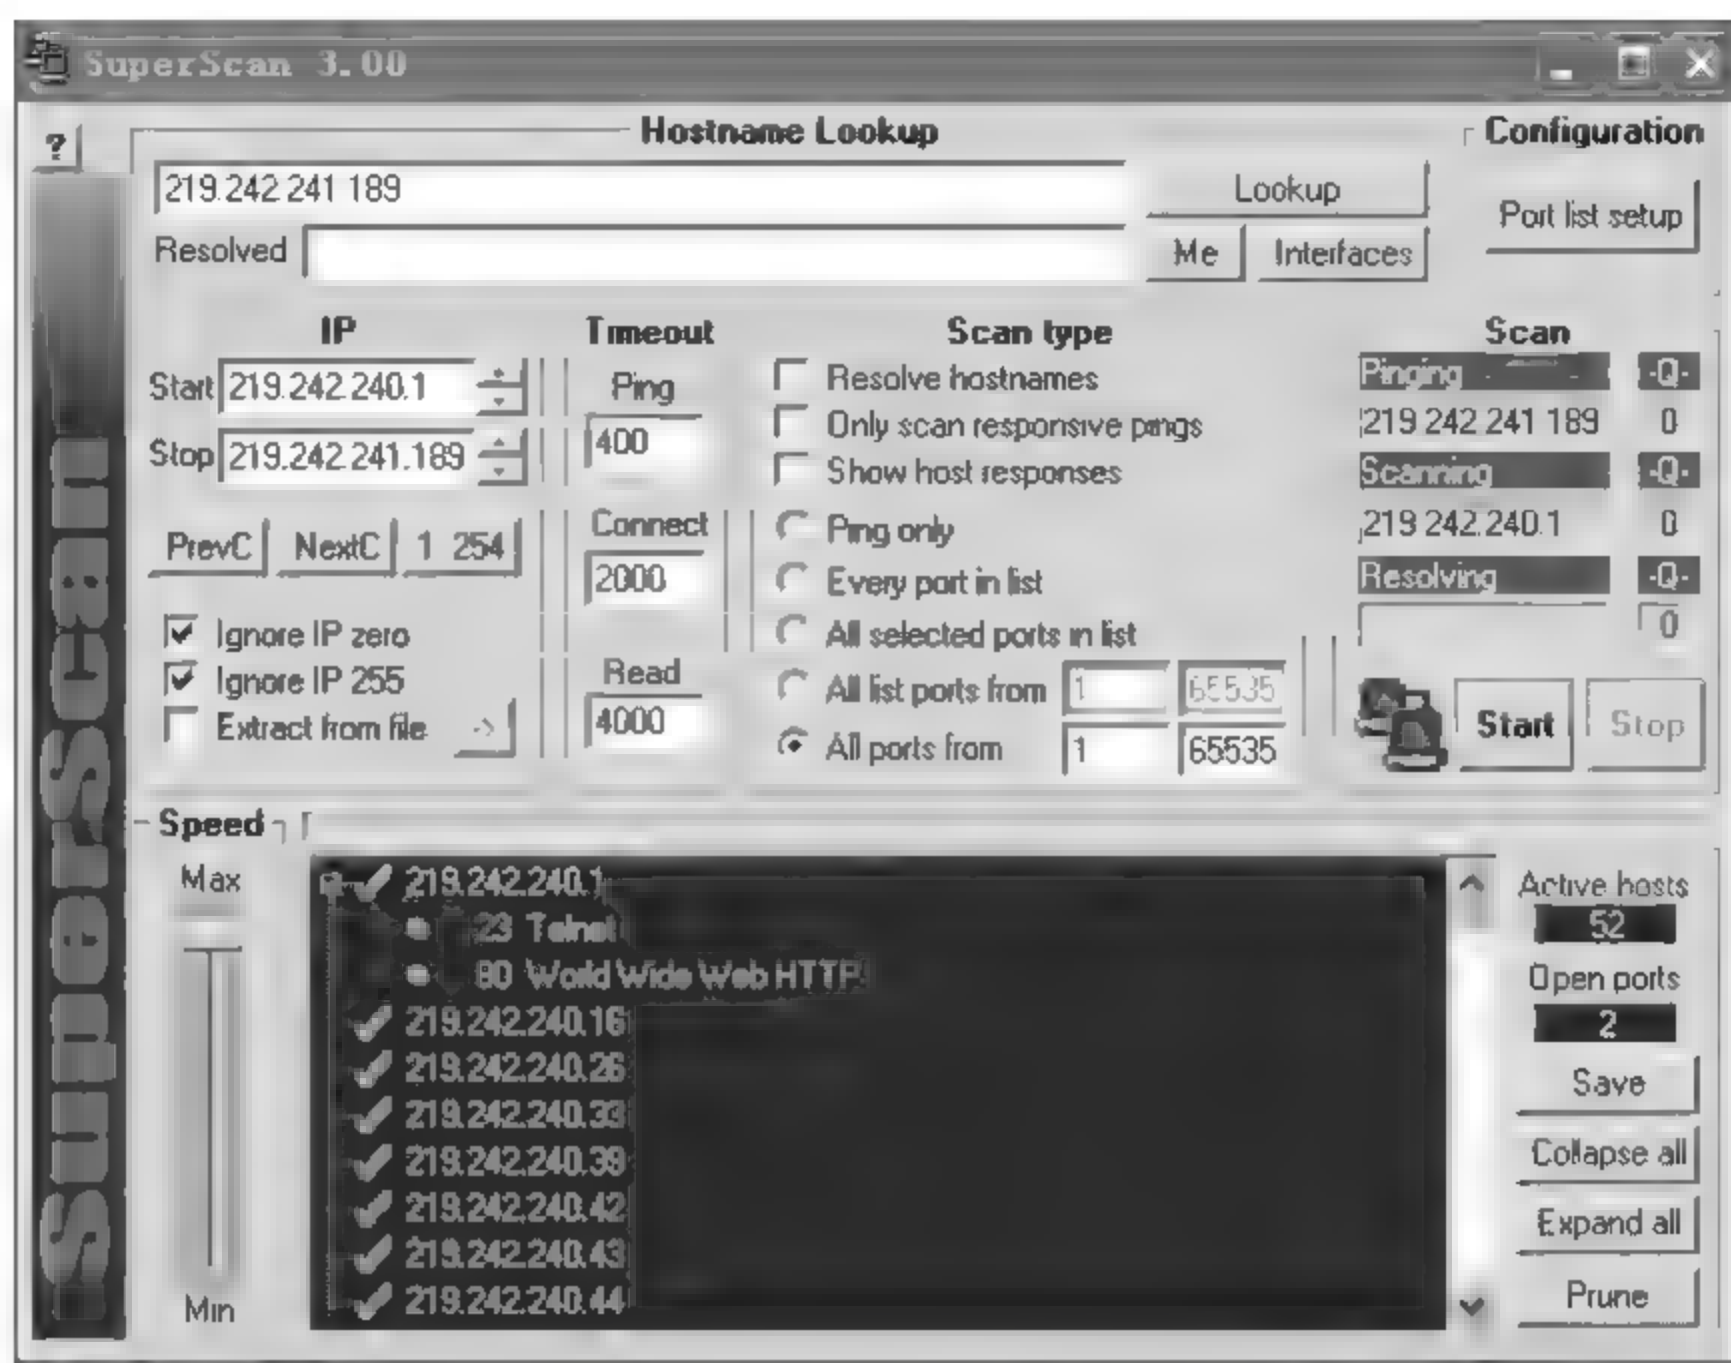 SuperScan 3.00
?
Hostname Lookup
Configuration
219.242.241.189
Lookup
Port list setup
Resolved
Me
Interfaces
IP
Timeout
Scan type
Scan
Start 219.242.240.1
Ping
Resolve hostnames
Pinging -Q-
400
Only scan responsive pings
219.242.241.189 0
Stop 219.242.241.189
Show host responses
Scanning -Q-
PrevC NextC 1 254
Connect
Ping only
219.242.240.1 0
2000
Every port in list
Resolving -Q-
Ignore IP zero
All selected ports in list
0
Ignore IP 255
Read
All list ports from 1 65535
Extract from file ->
4000
All ports from 1 65535
Start Stop
SuperScan
Speed
Max
Min
219.242.240.1
23 Telnet
80 World Wide Web HTTP
219.242.240.16
219.242.240.26
219.242.240.33
219.242.240.39
219.242.240.42
219.242.240.43
219.242.240.44
Active hosts
52
Open ports
2
Save
Collapse all
Expand all
Prune